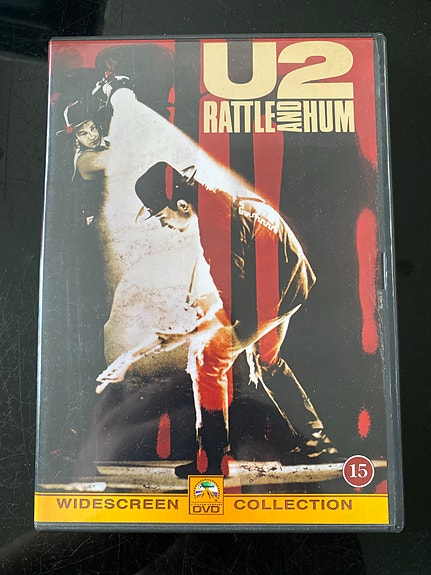 U2
RATTLE AND HUM
15
WIDESCREEN DVD COLLECTION